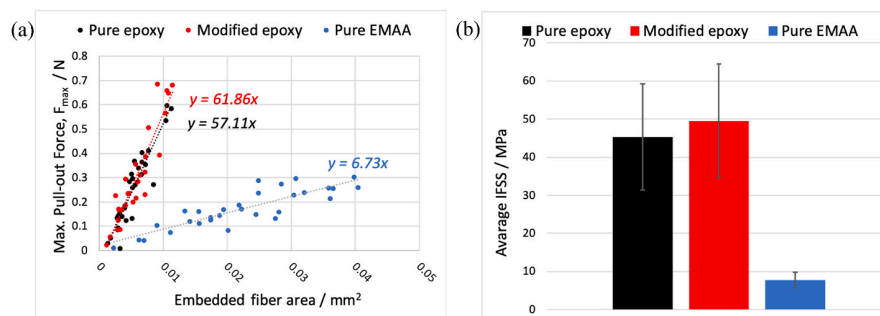 (a)
Pure epoxy Modified epoxy Pure EMAA
Max. Pull-out Force, Fmax / N
0.8
0.7
0.6
0.5
0.4
0.3
0.2
0.1
0
y = 61.86x
y = 57.11x
y = 6.73x
0 0.01 0.02 0.03 0.04 0.05
Embedded fiber area / mm²
(b)
Pure epoxy Modified epoxy Pure EMAA
Avarage IFSS / MPa
70
60
50
40
30
20
10
0